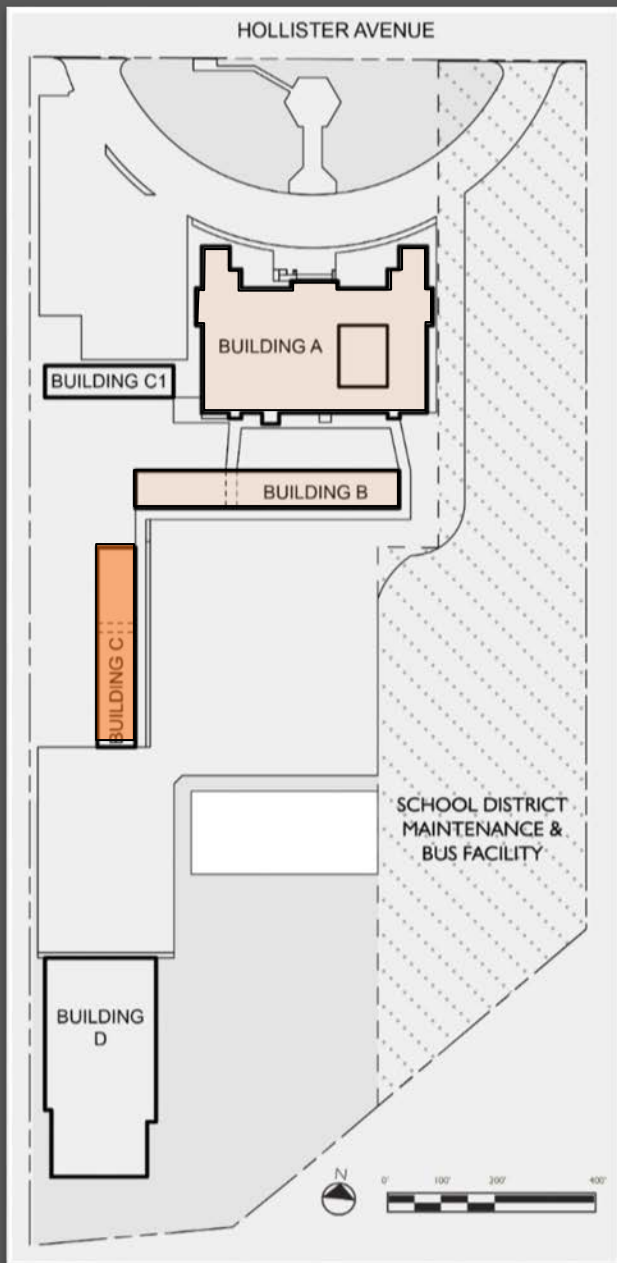 HOLLISTER AVENUE
BUILDING A
BUILDING C1
BUILDING B
BUILDING C
SCHOOL DISTRICT
MAINTENANCE &
BUS FACILITY
BUILDING
D
N
0' 100' 200' 400'